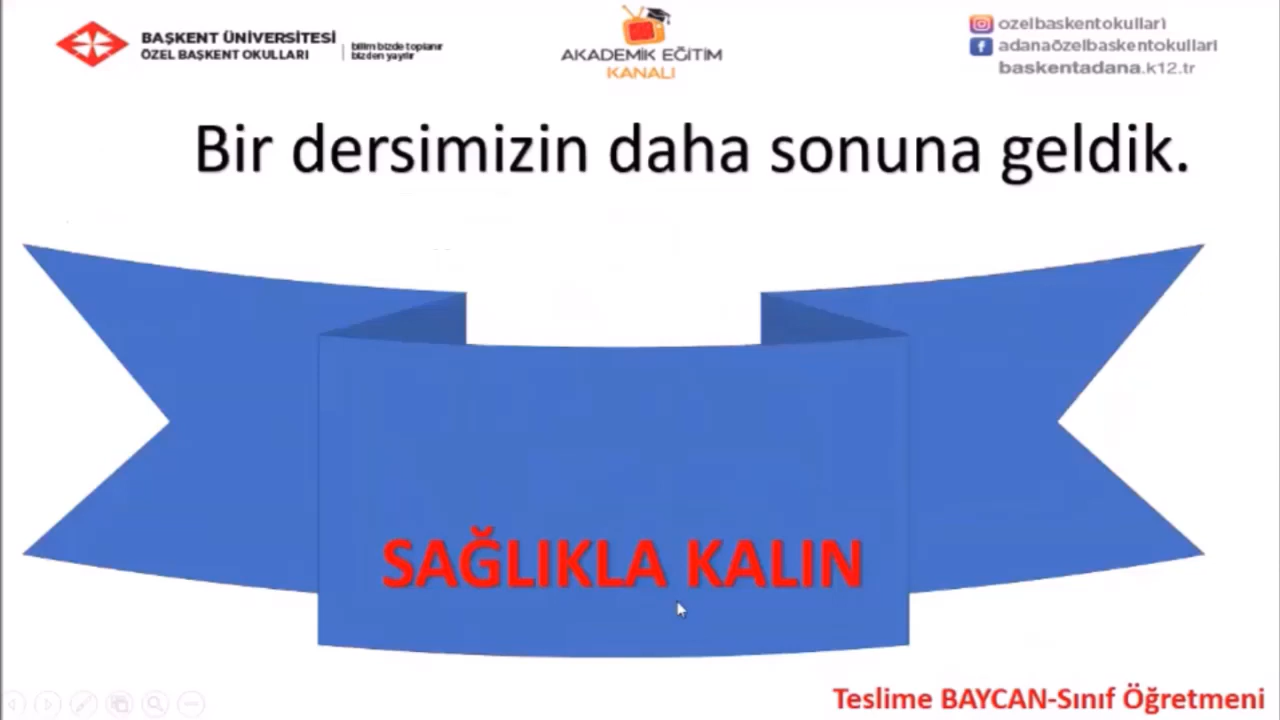 BAŞKENT ÜNİVERSİTESİ
ÖZEL BAŞKENT OKULLARI
bilim bizde toplanır
bizden yayılır
AKADEMİK EĞİTİM
KANALI
ozelbaskentokullari
adanaözelbaskentokullari
baskentadana.k12.tr
Bir dersimizin daha sonuna geldik.
SAĞLIKLA KALIN
Teslime BAYCAN-Sınıf Öğretmeni